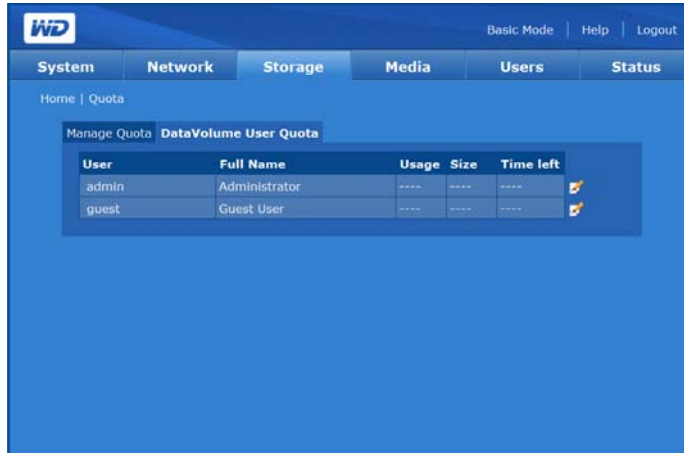 WD
Basic Mode | Help | Logout
System Network Storage Media Users Status
Home | Quota
Manage Quota DataVolume User Quota
User Full Name Usage Size Time left
admin Administrator ---- ---- ----
guest Guest User ---- ---- ----